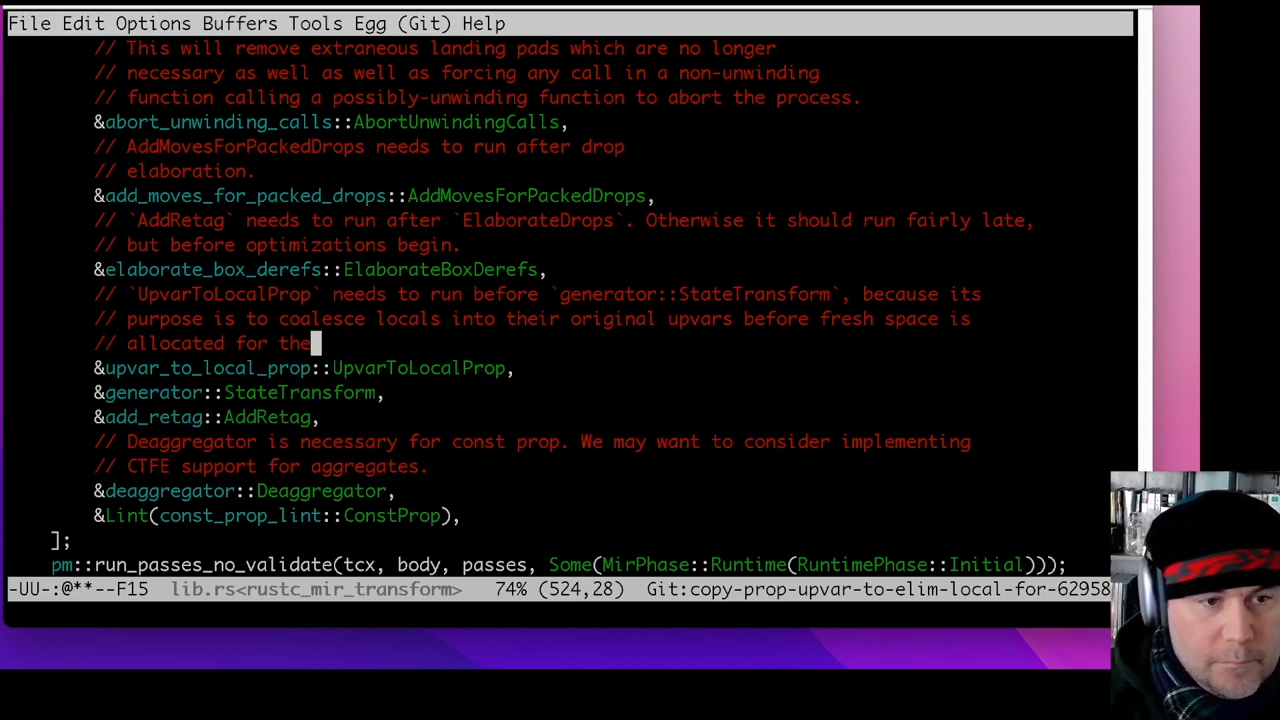 File Edit Options Buffers Tools Egg (Git) Help
// This will remove extraneous landing pads which are no longer
// necessary as well as well as forcing any call in a non-unwinding
// function calling a possibly-unwinding function to abort the process.
&abort_unwinding_calls::AbortUnwindingCalls,
// AddMovesForPackedDrops needs to run after drop
// elaboration.
&add_moves_for_packed_drops::AddMovesForPackedDrops,
// `AddRetag` needs to run after `ElaborateDrops`. Otherwise it should run fairly late,
// but before optimizations begin.
&elaborate_box_derefs::ElaborateBoxDerefs,
// `UpvarToLocalProp` needs to run before `generator::StateTransform`, because its
// purpose is to coalesce locals into their original upvars before fresh space is
// allocated for the
&upvar_to_local_prop::UpvarToLocalProp,
&generator::StateTransform,
&add_retag::AddRetag,
// Deaggregator is necessary for const prop. We may want to consider implementing
// CTFE support for aggregates.
&deaggregator::Deaggregator,
&Lint(const_prop_lint::ConstProp),
];
pm::run_passes_no_validate(tcx, body, passes, Some(MirPhase::Runtime(RuntimePhase::Initial)));
-UU-:@**--F15 lib.rs<rustc_mir_transform> 74% (524,28) Git:copy-prop-upvar-to-elim-local-for-62958